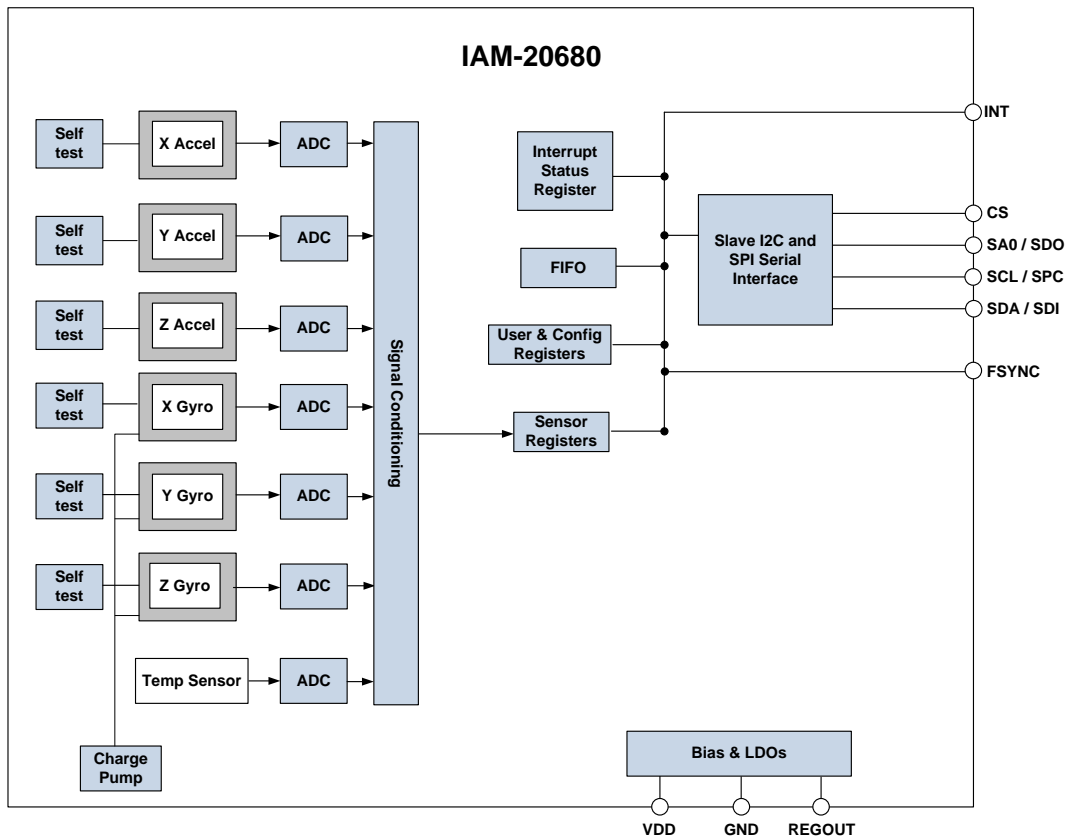 IAM-20680
Self
test
X Accel
ADC
Self
test
Y Accel
ADC
Self
test
Z Accel
ADC
Self
test
X Gyro
ADC
Self
test
Y Gyro
ADC
Self
test
Z Gyro
ADC
Temp Sensor
ADC
Charge
Pump
Signal Conditioning
Interrupt
Status
Register
FIFO
User & Config
Registers
Sensor
Registers
Slave I2C and
SPI Serial
Interface
INT
CS
SA0 / SDO
SCL / SPC
SDA / SDI
FSYNC
Bias & LDOs
VDD
GND
REGOUT